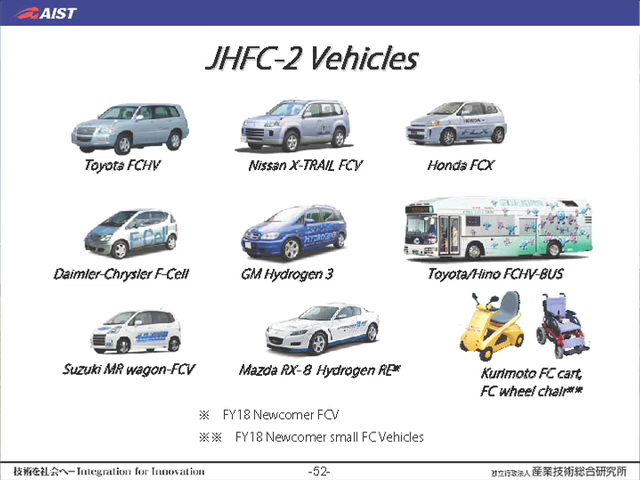 AIST
JHFC-2 Vehicles
Toyota FCHV
Nissan X-TRAIL FCV
Honda FCX
F-Cell
HYDROGEN
Daimler-Chrysler F-Cell
GM Hydrogen 3
Toyota/Hino FCHV-BUS
Suzuki MR wagon-FCV
Mazda RX-8 Hydrogen RE※
Kurimoto FC cart,
FC wheel chair※※
※ FY18 Newcomer FCV
※※ FY18 Newcomer small FC Vehicles
技術を社会へ－Integration for Innovation
-52-
独立行政法人 産業技術総合研究所